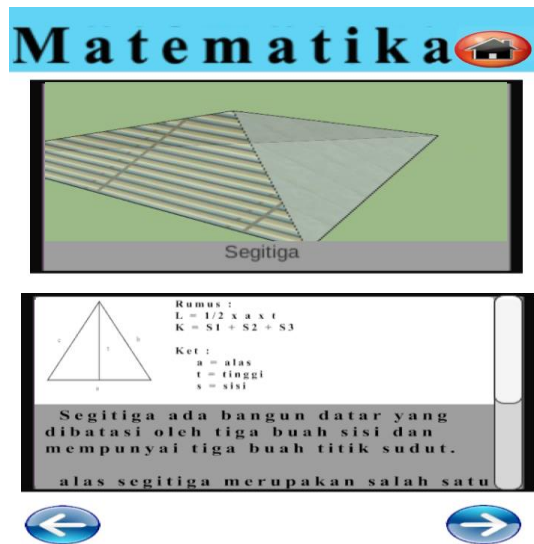 Matematika
Segitiga
Rumus :
L = 1/2 x a x t
K = S1 + S2 + S3
t
Ket :
a = alas
t = tinggi
s = sisi
Segitiga ada bangun datar yang
dibatasi oleh tiga buah sisi dan
mempunyai tiga buah titik sudut.
alas segitiga merupakan salah satu